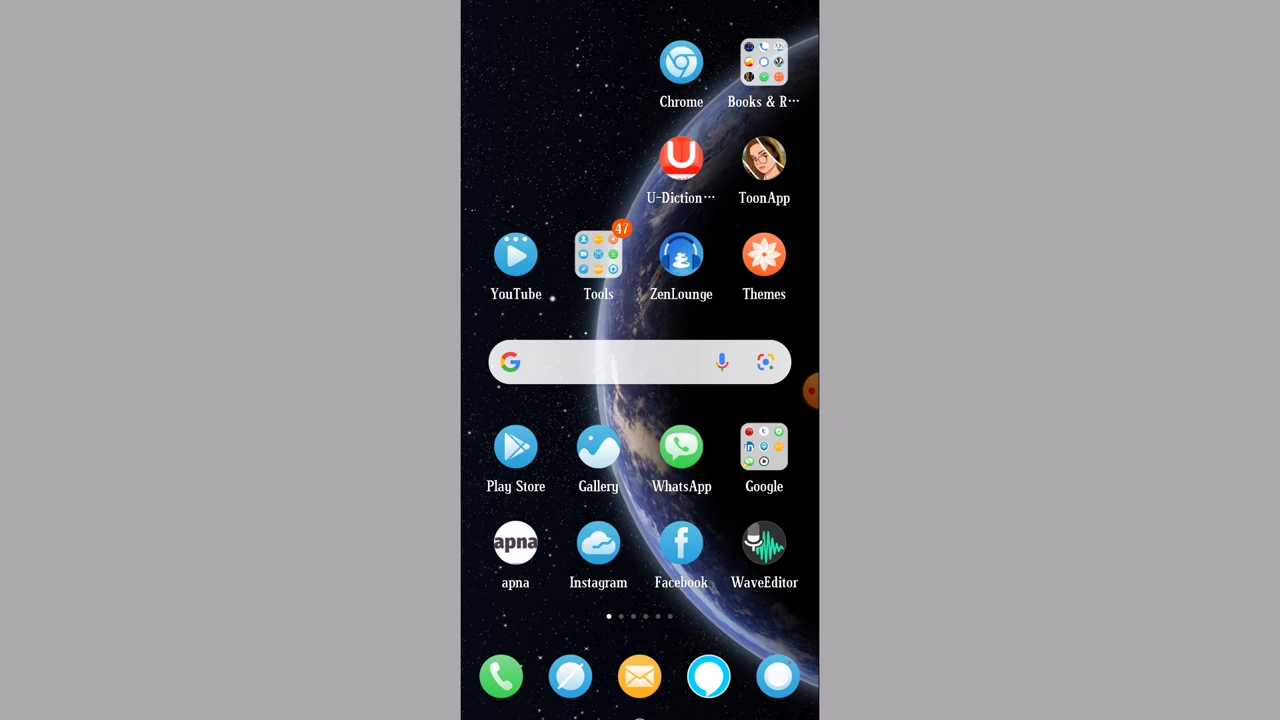 Chrome
Books & R···
U
U-Diction···
ToonApp
47
YouTube
Tools
ZenLounge
Themes
G
Play Store
Gallery
WhatsApp
Google
apna
f
apna
Instagram
Facebook
WaveEditor